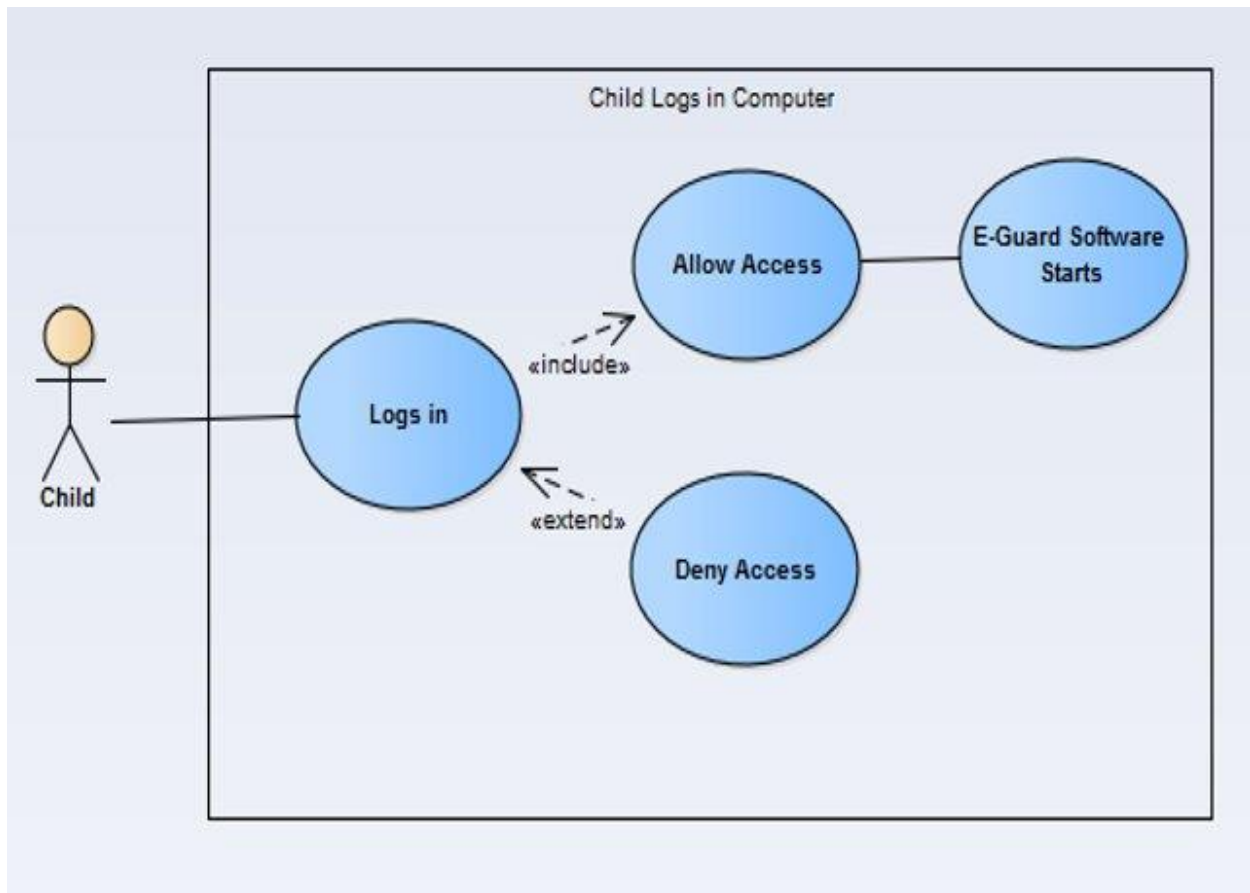 Child Logs in Computer
E-Guard Software
Starts
Allow Access
«include»
Logs in
Child
«extend»
Deny Access